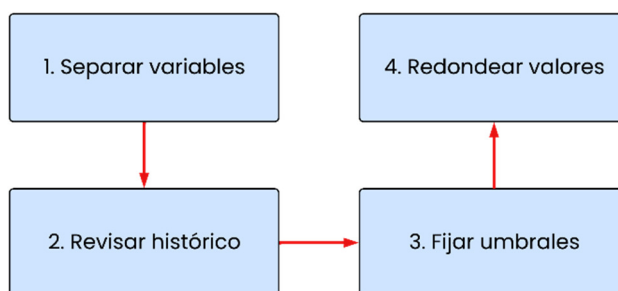 1. Separar variables
2. Revisar histórico
3. Fijar umbrales
4. Redondear valores